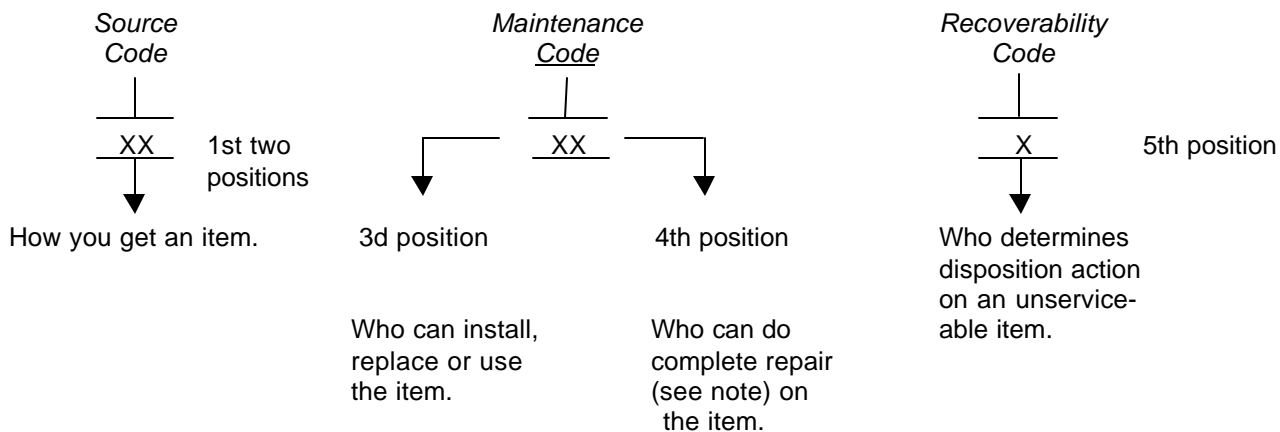 Source
Code
Maintenance
Code
Recoverability
Code
XX
1st two
positions
XX
X
5th position
How you get an item.
3d position
4th position
Who determines
disposition action
on an unservice-
able item.
Who can install,
replace or use
the item.
Who can do
complete repair
(see note) on
the item.